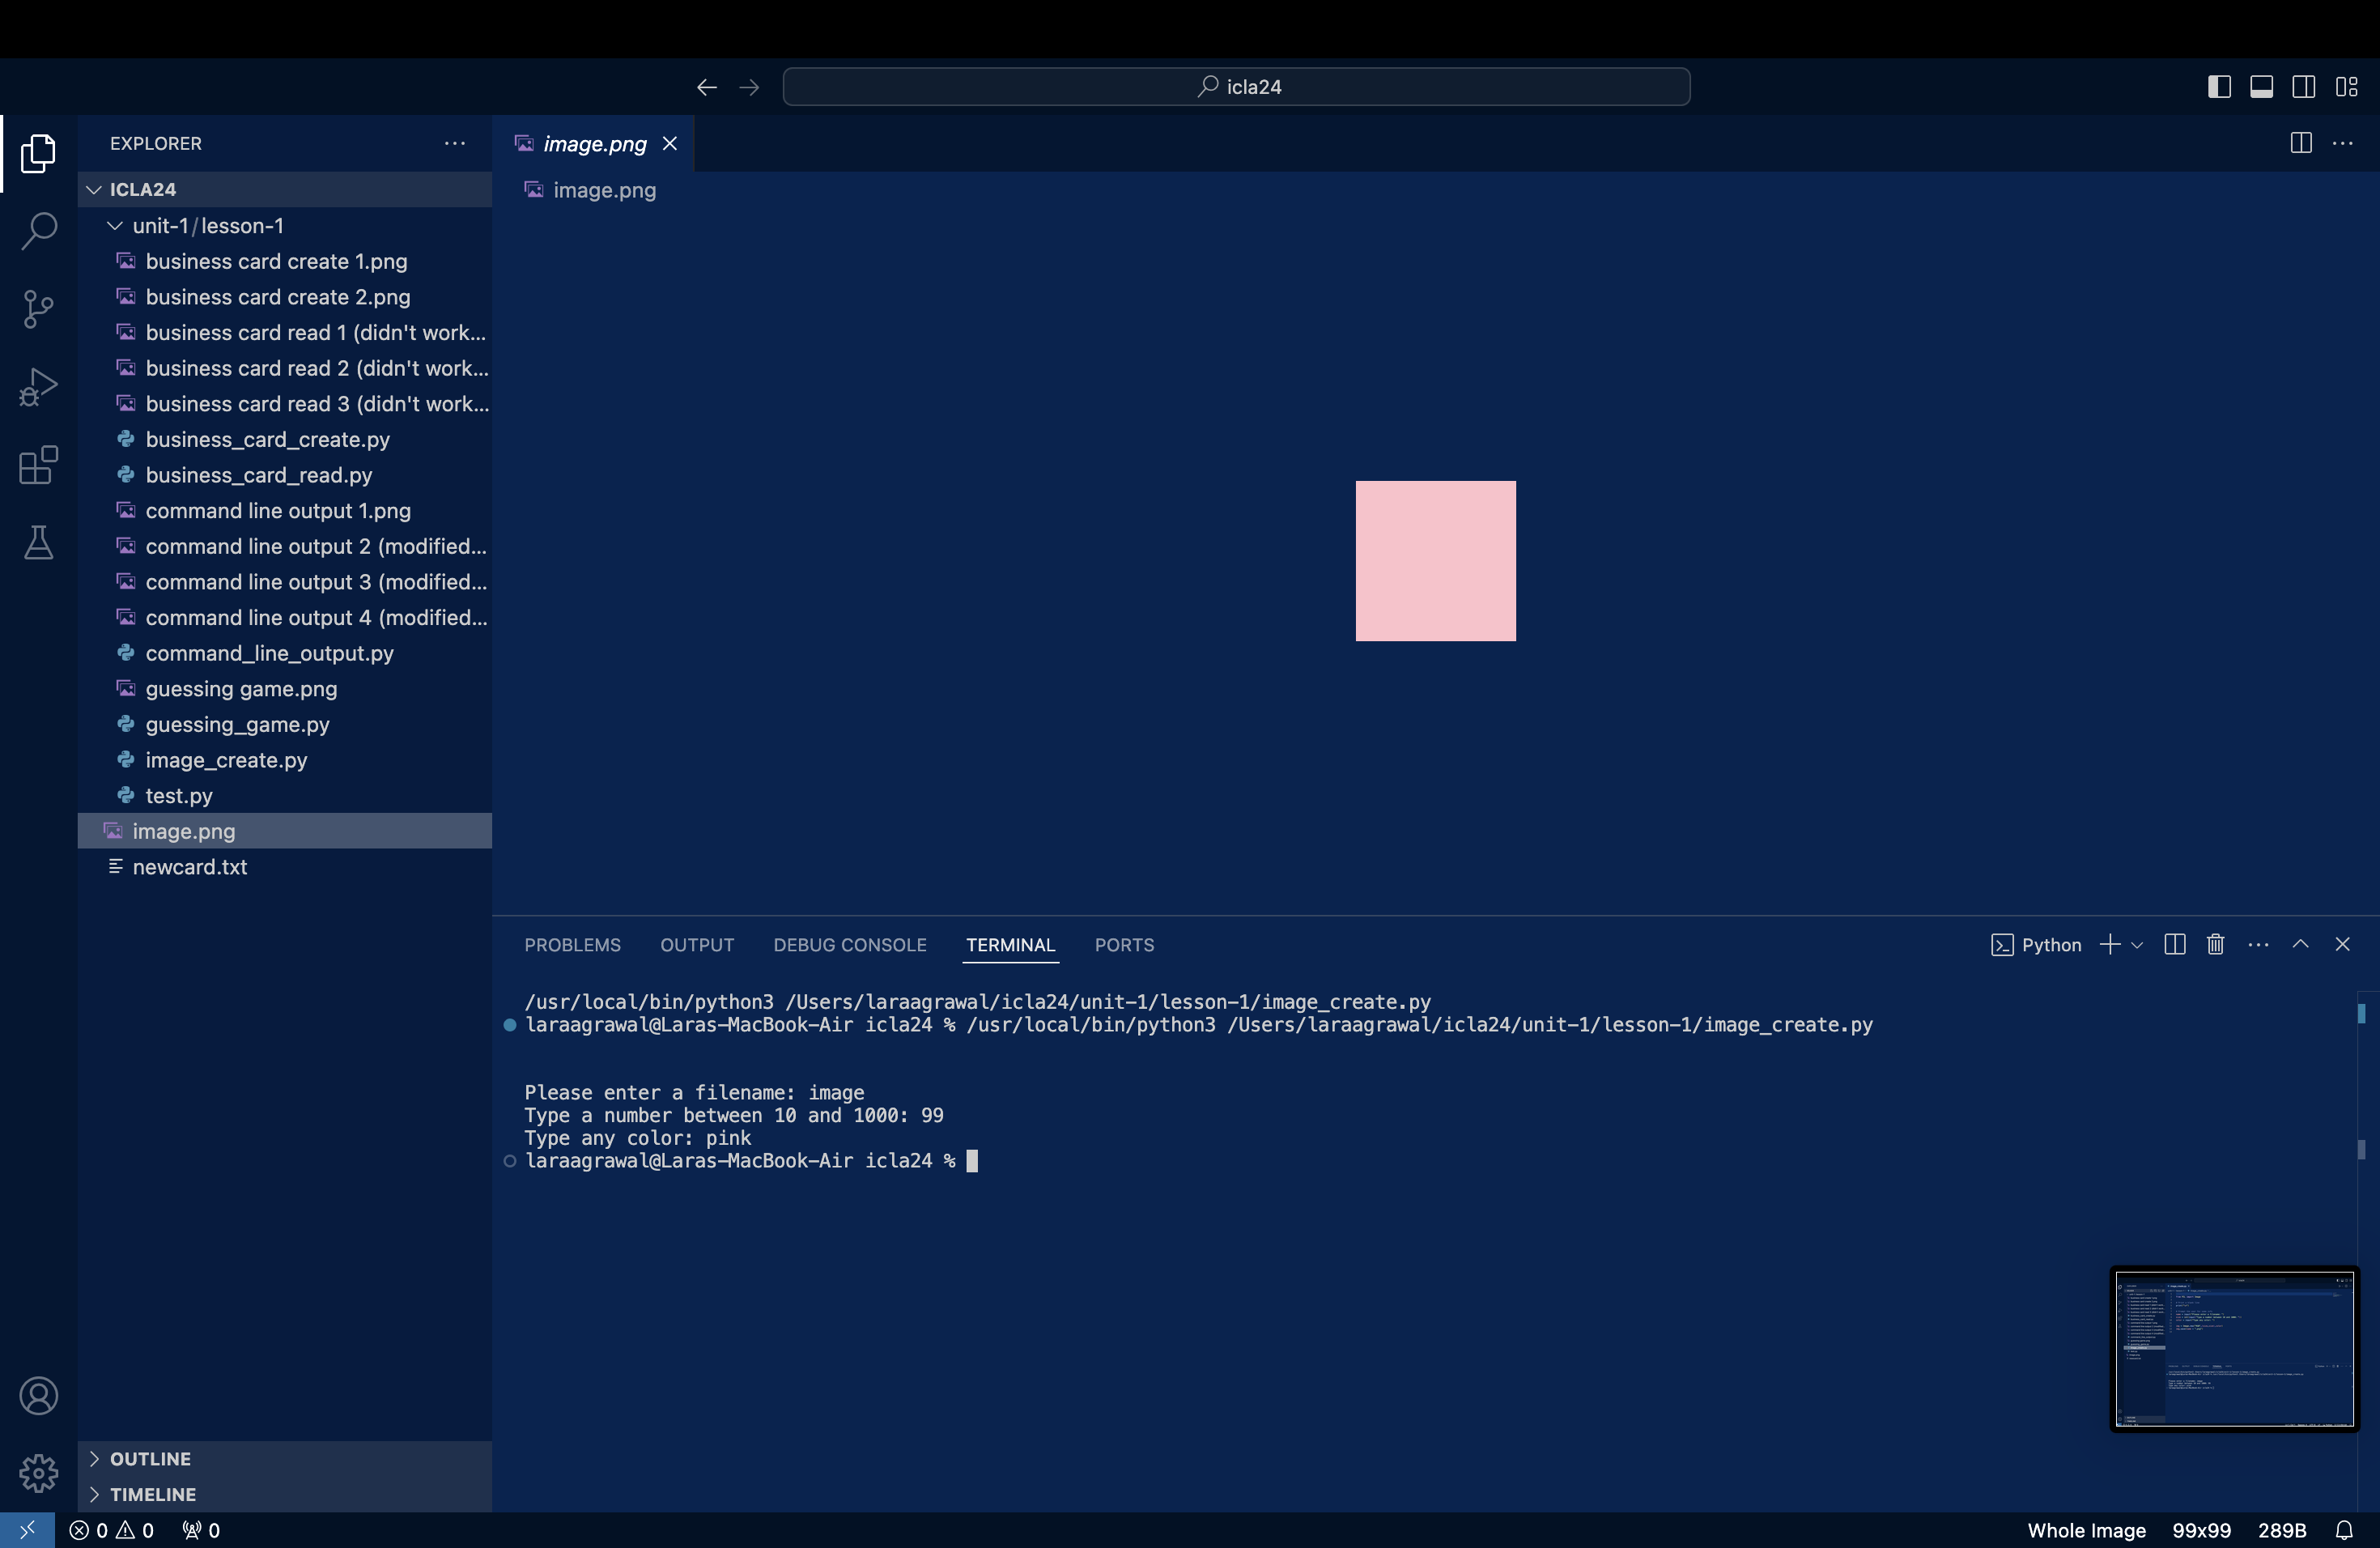 icla24
EXPLORER
ICLA24
unit-1/lesson-1
business card create 1.png
business card create 2.png
business card read 1 (didn't work...
business card read 2 (didn't work...
business card read 3 (didn't work...
business_card_create.py
business_card_read.py
command line output 1.png
command line output 2 (modified...
command line output 3 (modified...
command line output 4 (modified...
command_line_output.py
guessing game.png
guessing_game.py
image_create.py
test.py
image.png
newcard.txt
OUTLINE
TIMELINE
image.png
image.png
PROBLEMS OUTPUT DEBUG CONSOLE TERMINAL PORTS
Python
/usr/local/bin/python3 /Users/laraagrawal/icla24/unit-1/lesson-1/image_create.py
laraagrawal@Laras-MacBook-Air icla24 % /usr/local/bin/python3 /Users/laraagrawal/icla24/unit-1/lesson-1/image_create.py
Please enter a filename: image
Type a number between 10 and 1000: 99
Type any color: pink
laraagrawal@Laras-MacBook-Air icla24 %
0 0 0
Whole Image 99x99 289B